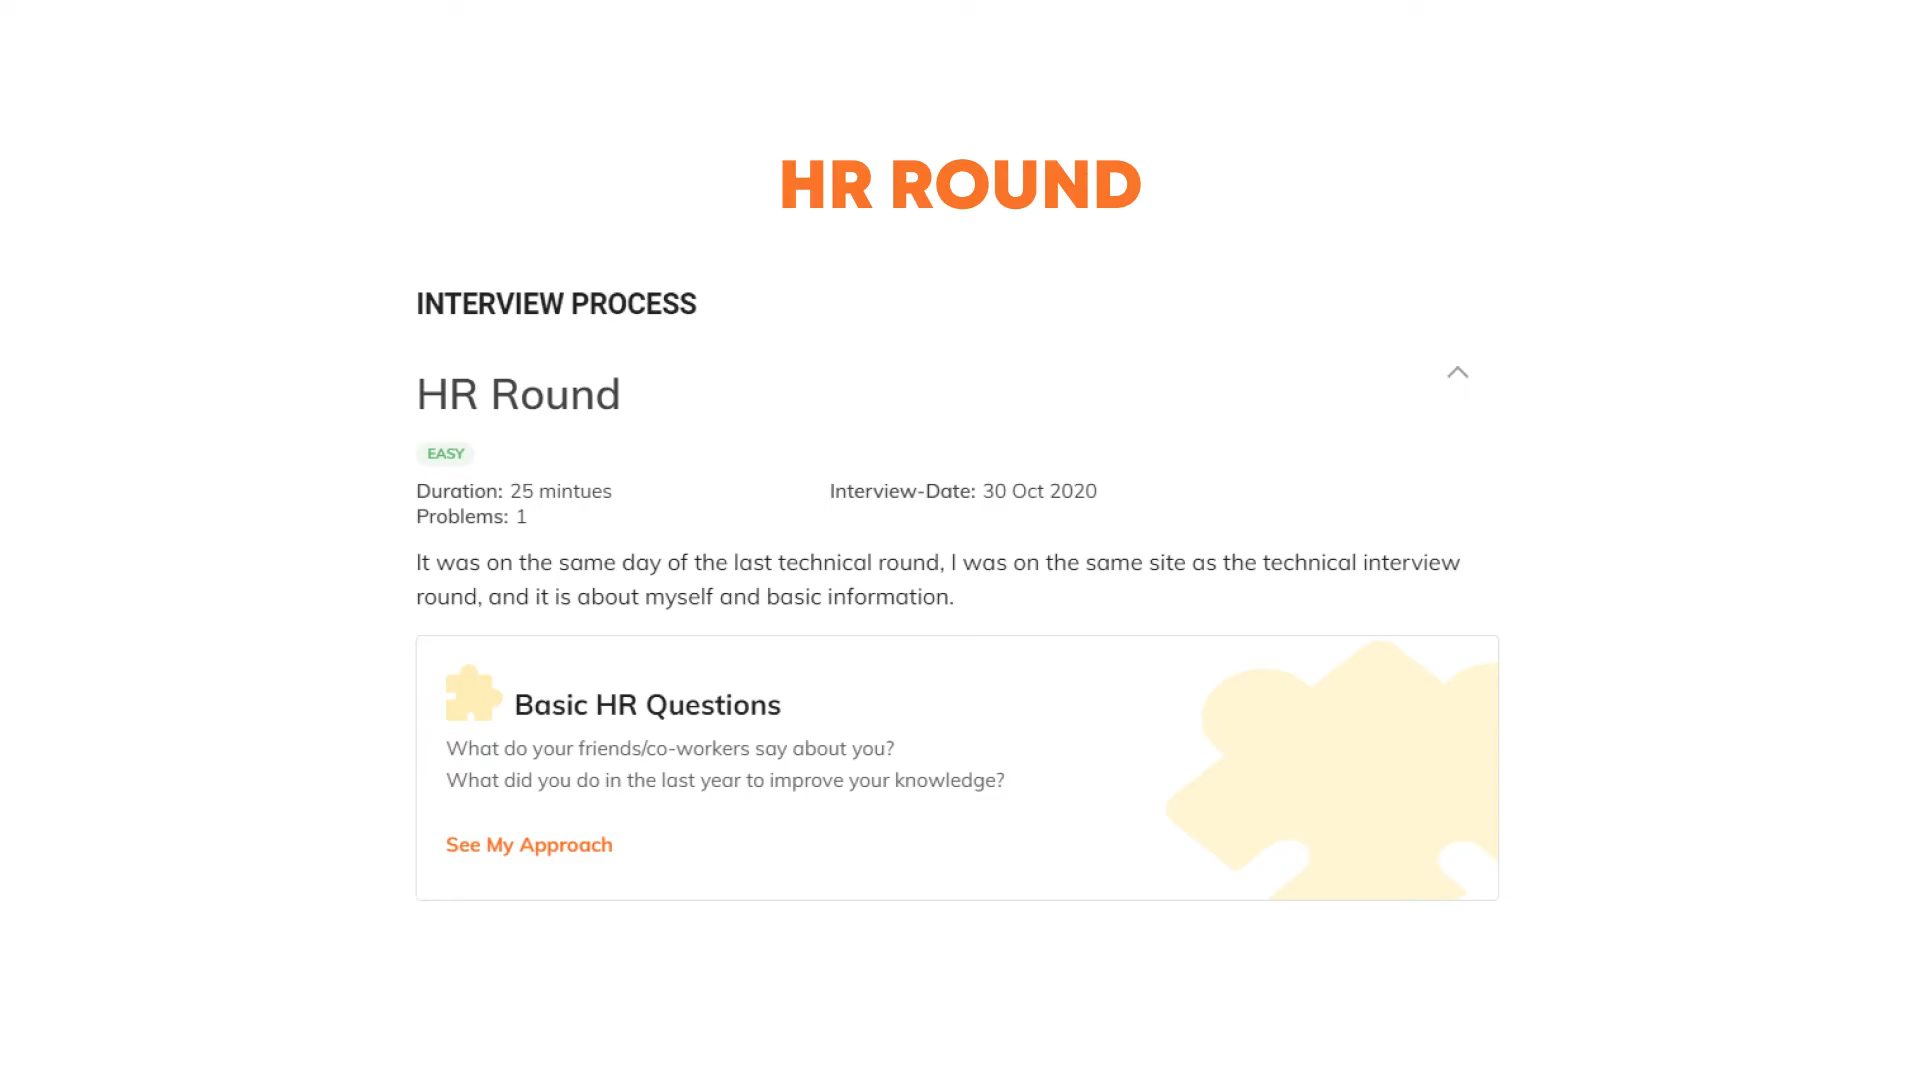 HR ROUND
INTERVIEW PROCESS
HR Round
EASY
Duration: 25 mintues
Interview-Date: 30 Oct 2020
Problems: 1
It was on the same day of the last technical round, I was on the same site as the technical interview
round, and it is about myself and basic information.
Basic HR Questions
What do your friends/co-workers say about you?
What did you do in the last year to improve your knowledge?
See My Approach